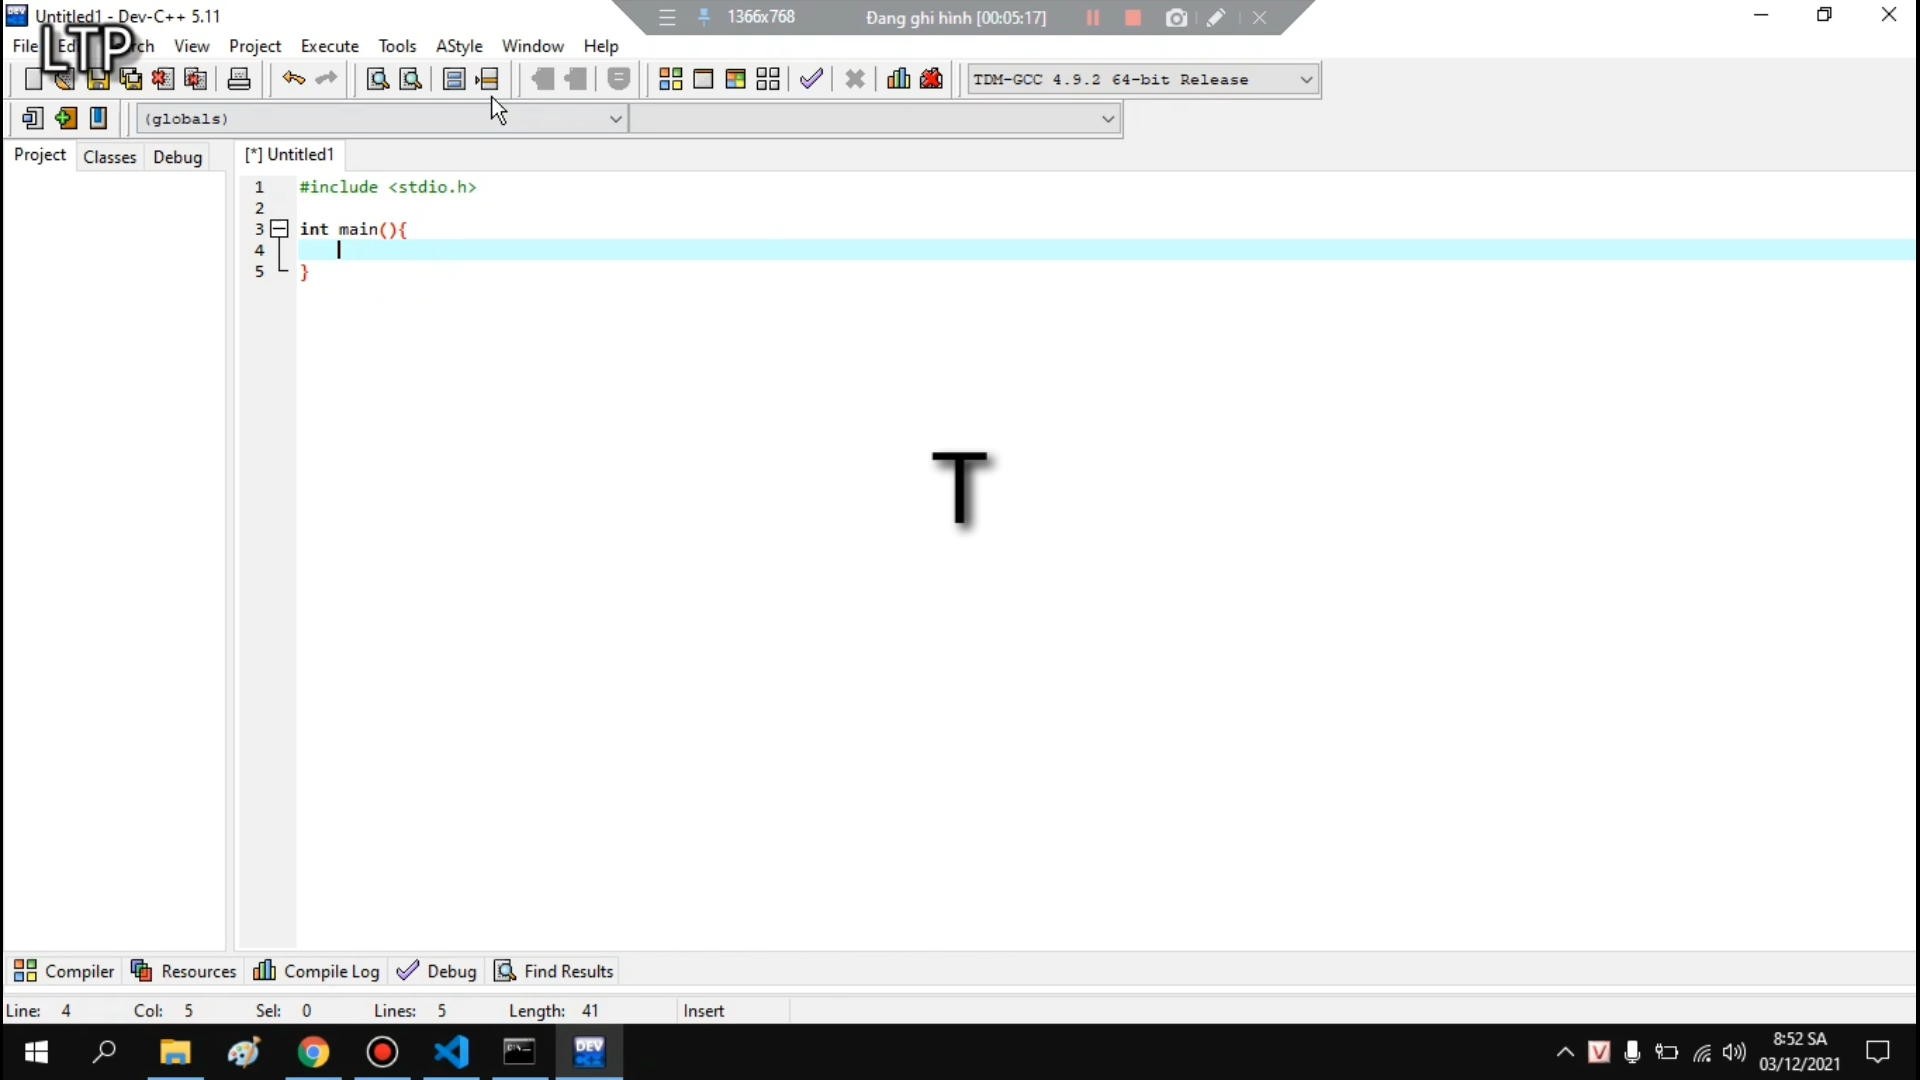 Untitled1 - Dev-C++ 5.11
1366x768
Đang ghi hình [00:05:17]
LTP
File
View
Project
Execute
Tools
AStyle
Window
Help
TDM-GCC 4.9.2 64-bit Release
(globals)
Project
Classes
Debug
[*] Untitled1
1 #include <stdio.h>
2
3 int main(){
4
5 }
T
Compiler
Resources
Compile Log
Debug
Find Results
Line: 4
Col: 5
Sel: 0
Lines: 5
Length: 41
Insert
DEV
V
8:52 SA
03/12/2021